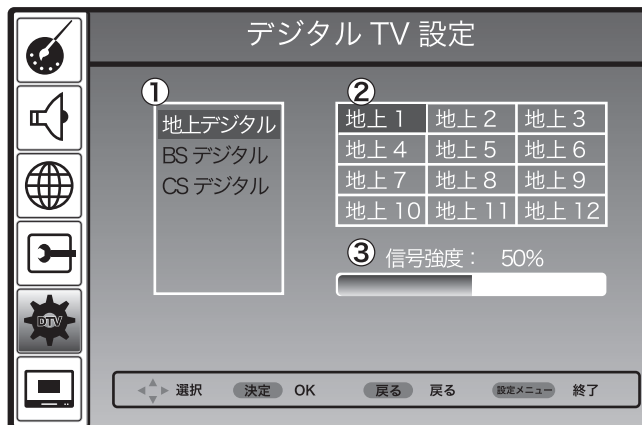 デジタル TV 設定
①
地上デジタル
BS デジタル
CS デジタル
②
地上 1 地上 2 地上 3
地上 4 地上 5 地上 6
地上 7 地上 8 地上 9
地上 10 地上 11 地上 12
③ 信号強度： 50%
DTV
選択 決定 OK 戻る 戻る 設定メニュー 終了